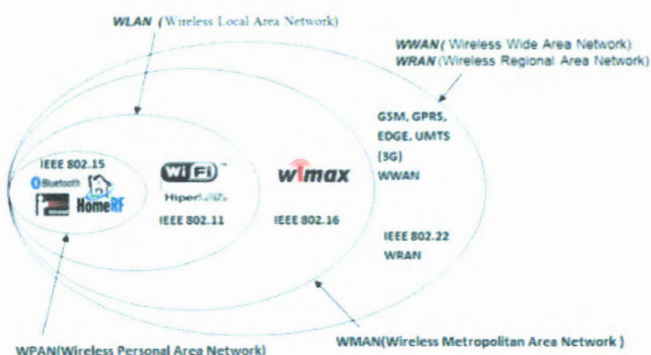 WLAN (Wireless Local Area Network)
WWAN( Wireless Wide Area Network)
WRAN(Wireless Regional Area Network)
GSM, GPRS,
EDGE, UMTS
(3G)
WWAN
IEEE 802.15
Bluetooth
HomeRF
WiFi™
IEEE 802.11
wimax
IEEE 802.16
IEEE 802.22
WRAN
WPAN(Wireless Personal Area Network)
WMAN(Wireless Metropolitan Area Network )